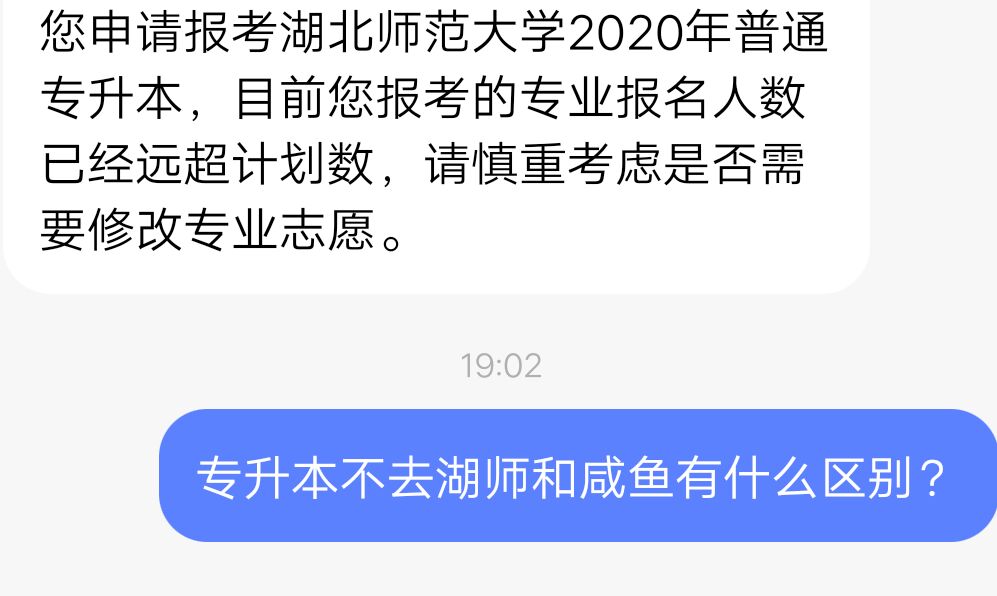 您申请报考湖北师范大学2020年普通
专升本，目前您报考的专业报名人数
已经远超计划数，请慎重考虑是否需
要修改专业志愿。
19:02
专升本不去湖师和咸鱼有什么区别？